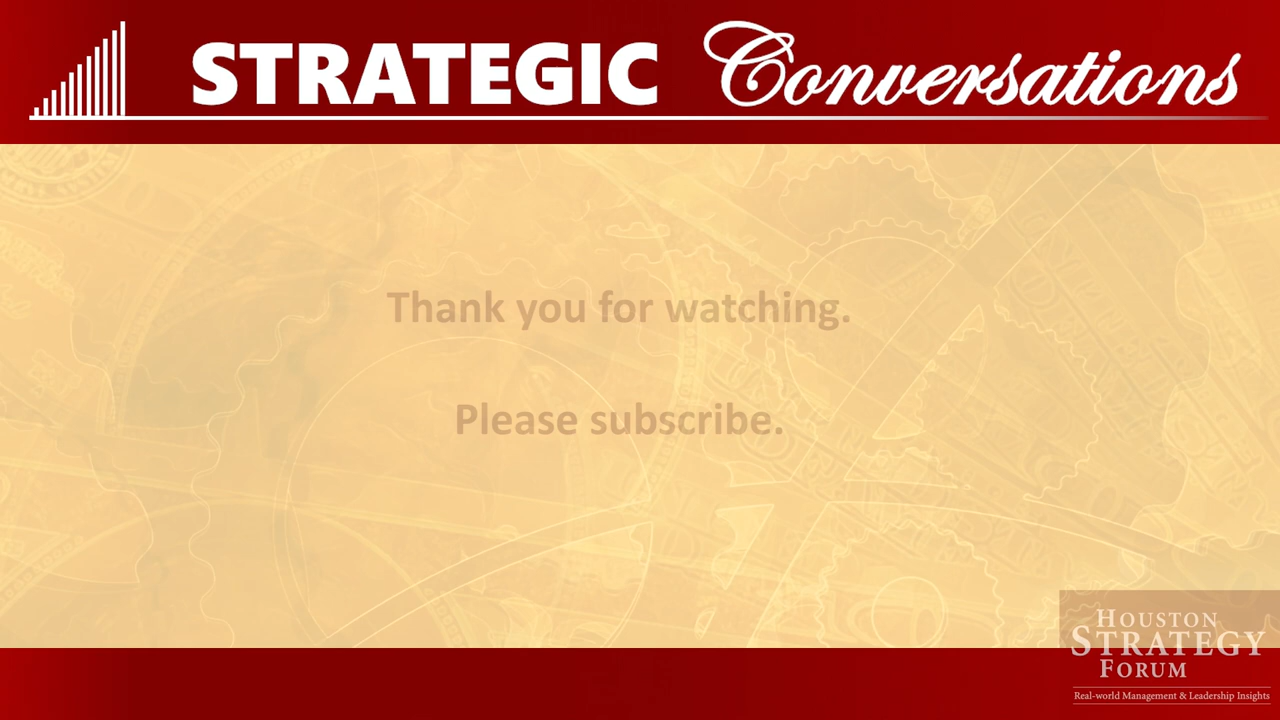 STRATEGIC Conversations
Thank you for watching.
Please subscribe.
HOUSTON
STRATEGY
FORUM
Real-world Management & Leadership Insights